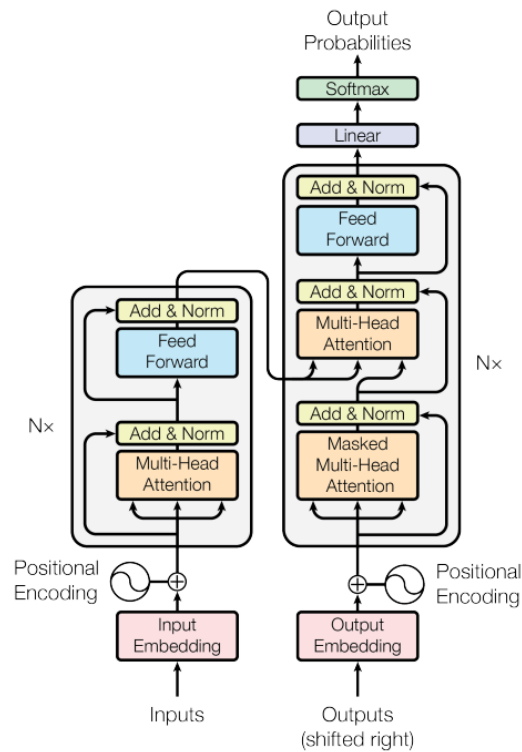 Output
Probabilities
Softmax
Linear
Add & Norm
Feed
Forward
Add & Norm
Multi-Head
Attention
Add & Norm
Masked
Multi-Head
Attention
Nx
Add & Norm
Feed
Forward
Add & Norm
Multi-Head
Attention
Nx
Positional
Encoding
Positional
Encoding
Input
Embedding
Output
Embedding
Inputs
Outputs
(shifted right)